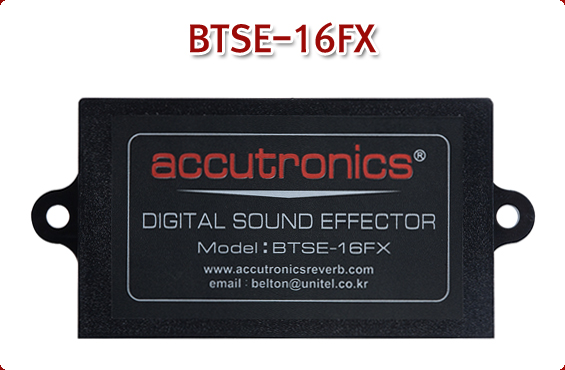 BTSE-16FX
accutronics®
DIGITAL SOUND EFFECTOR
Model : BTSE-16FX
www.accutronicsreverb.com
email : belton@unitel.co.kr